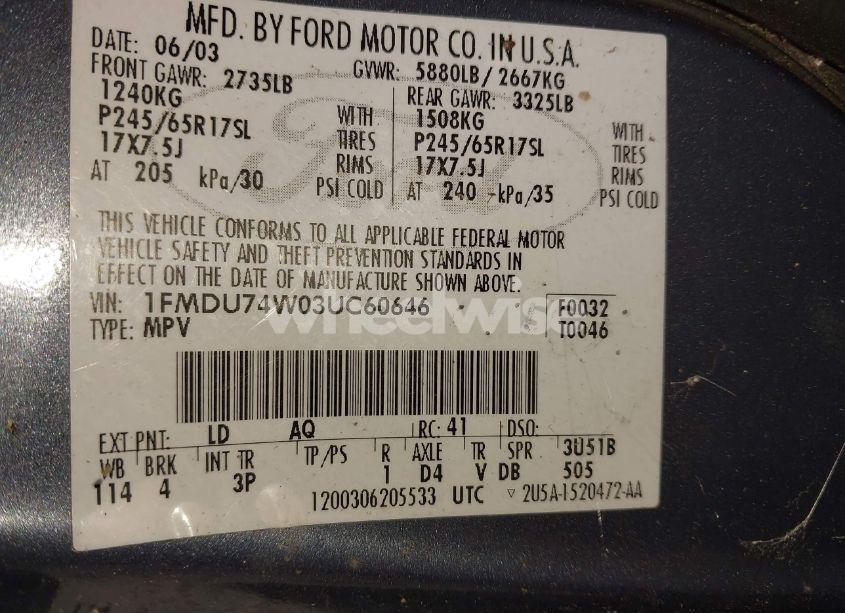 MFD. BY FORD MOTOR CO. IN U.S.A.
DATE: 06/03 GVWR: 5880LB/2667KG
FRONT GAWR: 2735LB REAR GAWR: 3325LB
1240KG WITH 1508KG WITH
P245/65R17SL TIRES P245/65R17SL TIRES
17X7.5J RIMS 17X7.5J RIMS
AT 205 kPa/30 PSI COLD AT 240 kPa/35 PSI COLD
Ford
THIS VEHICLE CONFORMS TO ALL APPLICABLE FEDERAL MOTOR
VEHICLE SAFETY AND THEFT PREVENTION STANDARDS IN
EFFECT ON THE DATE OF MANUFACTURE SHOWN ABOVE.
VIN: 1FMDU74W03UC60646 F0032
TYPE: MPV T0046
wheelwise
EXT PNT: LD AQ RC: 41 DSO:
WB BRK INT TR TP/PS R AXLE TR SPR 3U51B
114 4 3P 1 D4 V DB 505
1200306205533 UTC ▽ 2U5A-1520472-AA